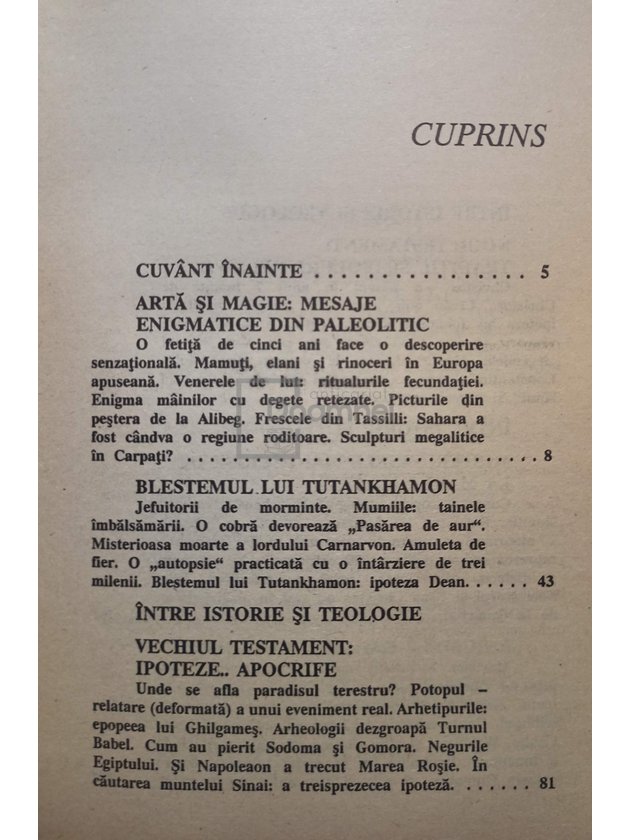 CUPRINS
CUVÂNT ÎNAINTE . . . . . . . . . . . . . . . . . 5
ARTĂ ŞI MAGIE: MESAJE
ENIGMATICE DIN PALEOLITIC
O fetiţă de cinci ani face o descoperire
senzaţională. Mamuţi, elani şi rinoceri în Europa
apuseană. Venerele de lut: ritualurile fecundaţiei.
Enigma mâinilor cu degete retezate. Picturile din
peştera de la Alibeg. Frescele din Tassilli: Sahara a
fost cândva o regiune roditoare. Sculpturi megalitice
în Carpaţi? . . . . . . . . . . . . . . . . . . . . . . . . . . . . 8
BLESTEMUL LUI TUTANKHAMON
Jefuitorii de morminte. Mumiile: tainele
îmbălsămării. O cobră devorează „Pasărea de aur“.
Misterioasa moarte a lordului Carnarvon. Amuleta de
fier. O „autopsie“ practicată cu o întârziere de trei
milenii. Blestemul lui Tutankhamon: ipoteza Dean. . . . . . 43
ÎNTRE ISTORIE ŞI TEOLOGIE
VECHIUL TESTAMENT:
IPOTEZE.. APOCRIFE
Unde se afla paradisul terestru? Potopul –
relatare (deformată) a unui eveniment real. Arhetipurile:
epopeea lui Ghilgameş. Arheologii dezgroapă Turnul
Babel. Cum au pierit Sodoma şi Gomora. Negurile
Egiptului. Şi Napoleaon a trecut Marea Roşie. În
căutarea muntelui Sinai: a treisprezecea ipoteză. . . . . . . 81